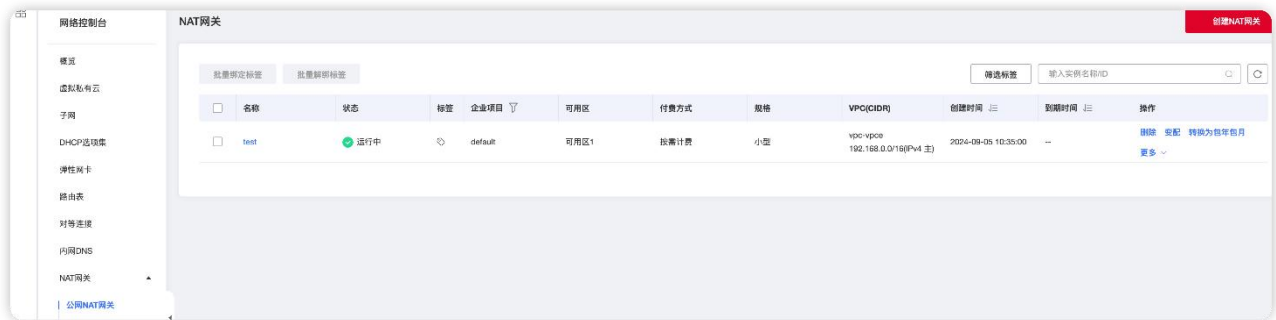 网络控制台
NAT网关
创建NAT网关
概览
虚拟私有云
子网
DHCP选项集
弹性网卡
路由表
对等连接
内网DNS
NAT网关
公网NAT网关
批量绑定标签 批量解绑标签
筛选标签 输入实例名称/ID
名称 状态 标签 企业项目 可用区 付费方式 规格 VPC(CIDR) 创建时间 到期时间 操作
test 运行中 default 可用区1 按需计费 小型 vpc-vpce 2024-09-05 10:35:00 -- 删除 变配 转换为包年包月
192.168.0.0/16(IPv4 主)
更多